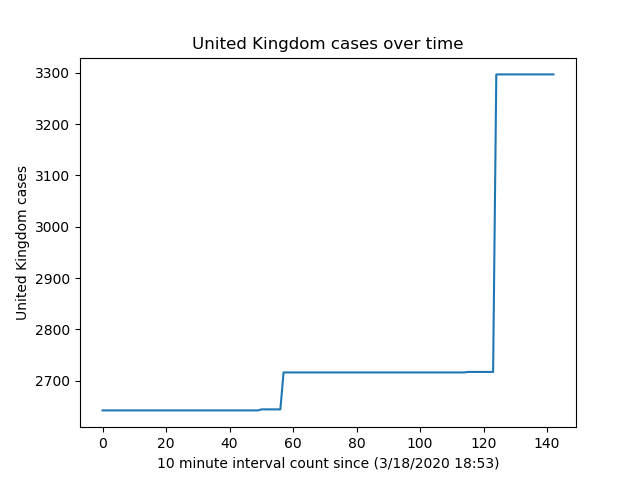 United Kingdom cases over time
3300
3200
3100
3000
2900
2800
2700
United Kingdom cases
0 20 40 60 80 100 120 140
10 minute interval count since (3/18/2020 18:53)